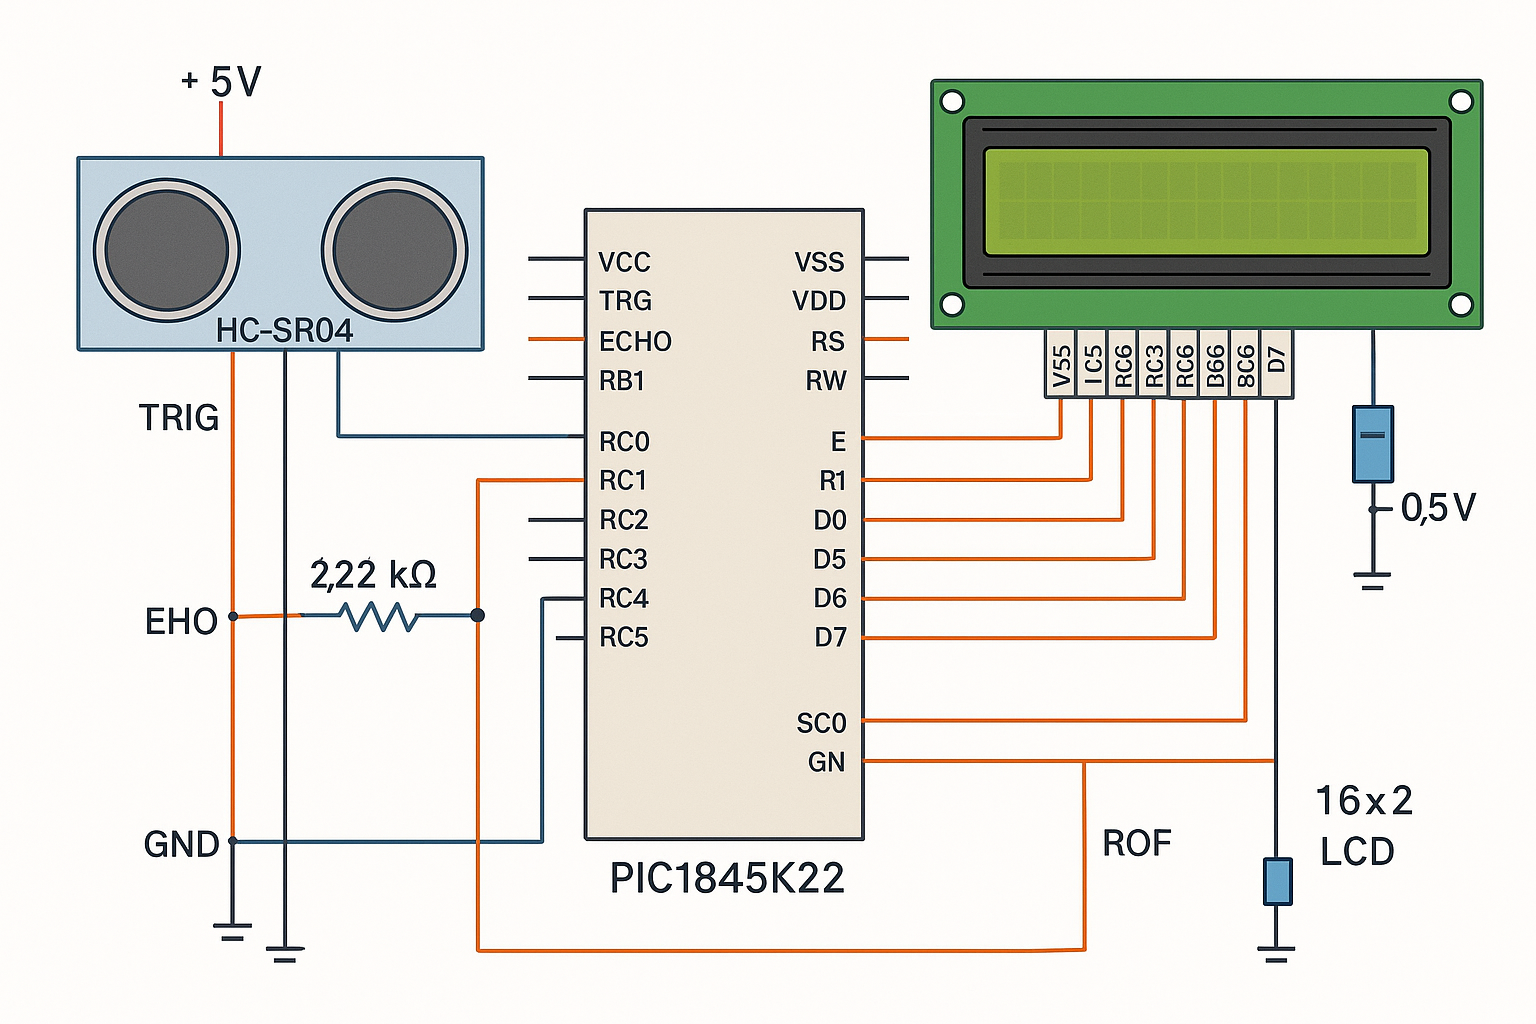 + 5V
HC-SR04
TRIG
2,22 kΩ
EHO
GND
VCC
TRG
ECHO
RB1
RC0
RC1
RC2
RC3
RC4
RC5
VSS
VDD
RS
RW
E
R1
D0
D5
D6
D7
SC0
GN
PIC1845K22
V55
IC5
RC6
RC3
RC6
B66
8C6
D7
0,5V
ROF
16x2
LCD